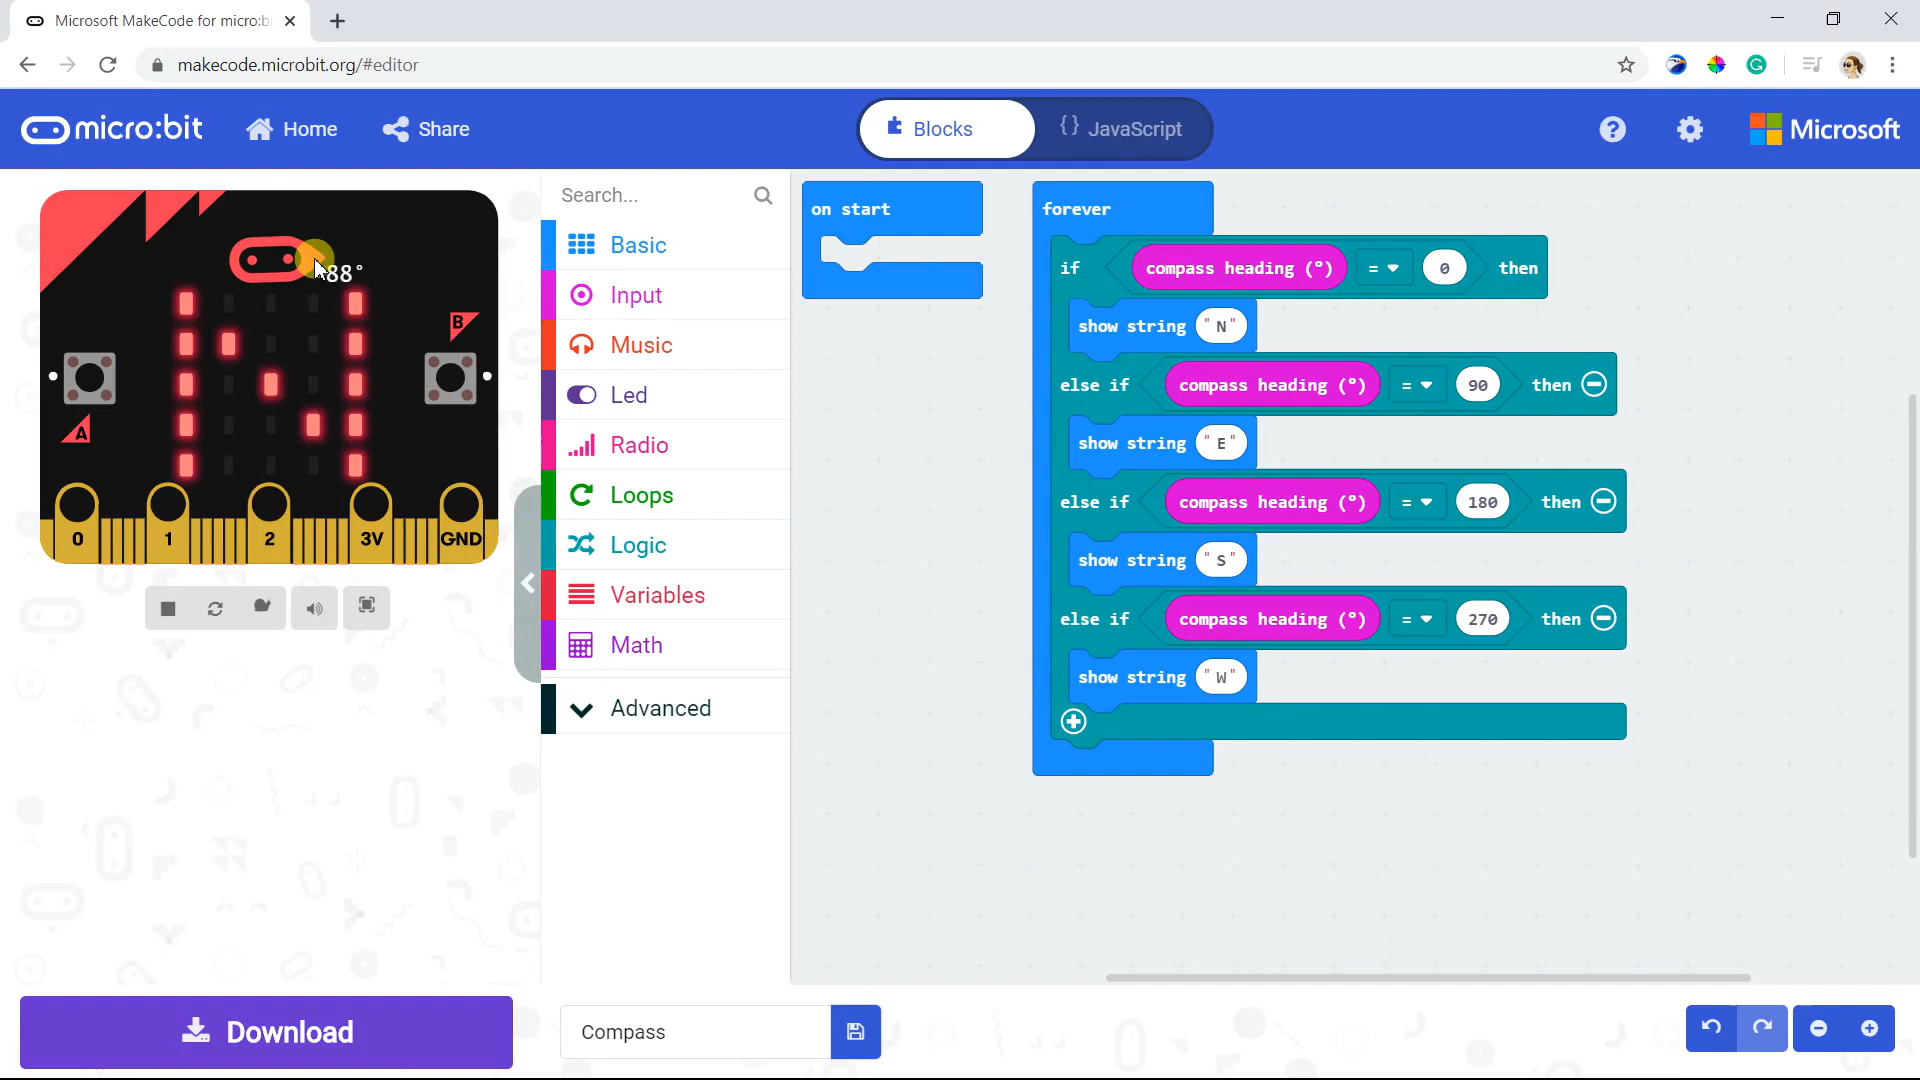 Microsoft MakeCode for micro:b
makecode.microbit.org/#editor
micro:bit
Home
Share
Blocks
{} JavaScript
?
Microsoft
88°
B
A
0 1 2 3V GND
Search...
Basic
Input
Music
Led
Radio
Loops
Logic
Variables
Math
Advanced
on start
forever
if compass heading (°) = 0 then
show string "N"
else if compass heading (°) = 90 then
show string "E"
else if compass heading (°) = 180 then
show string "S"
else if compass heading (°) = 270 then
show string "W"
Download
Compass